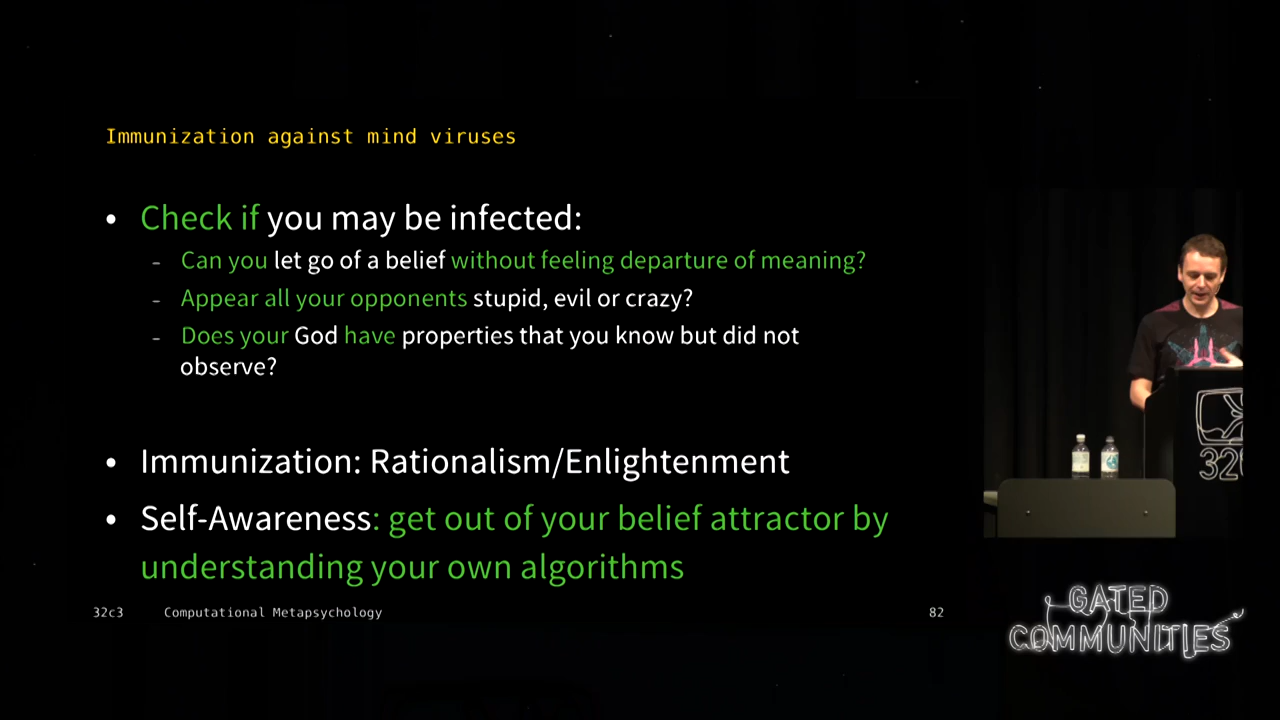 Immunization against mind viruses
• Check if you may be infected:
- Can you let go of a belief without feeling departure of meaning?
- Appear all your opponents stupid, evil or crazy?
- Does your God have properties that you know but did not
observe?
• Immunization: Rationalism/Enlightenment
• Self-Awareness: get out of your belief attractor by
understanding your own algorithms
32c3 Computational Metapsychology 82
GATED
COMMUNITIES